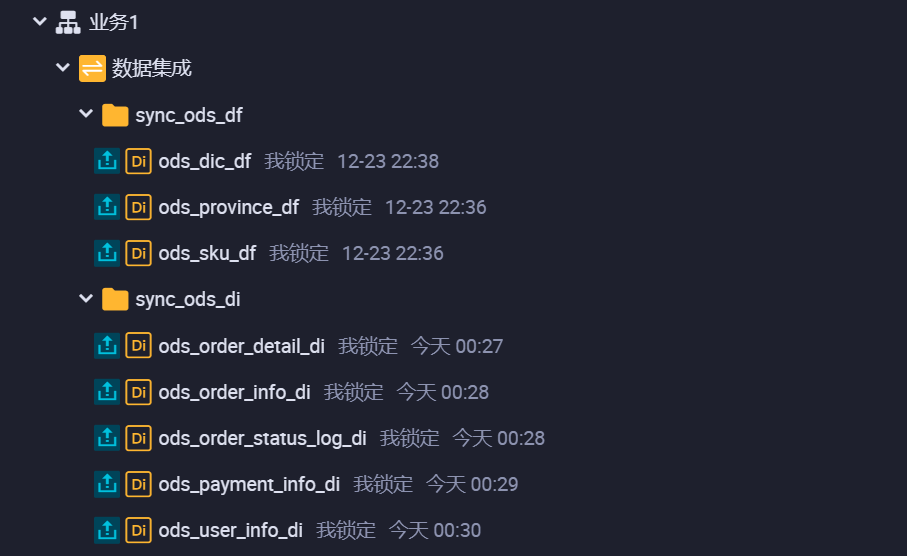 业务1
数据集成
sync_ods_df
Di ods_dic_df 我锁定 12-23 22:38
Di ods_province_df 我锁定 12-23 22:36
Di ods_sku_df 我锁定 12-23 22:36
sync_ods_di
Di ods_order_detail_di 我锁定 今天 00:27
Di ods_order_info_di 我锁定 今天 00:28
Di ods_order_status_log_di 我锁定 今天 00:28
Di ods_payment_info_di 我锁定 今天 00:29
Di ods_user_info_di 我锁定 今天 00:30